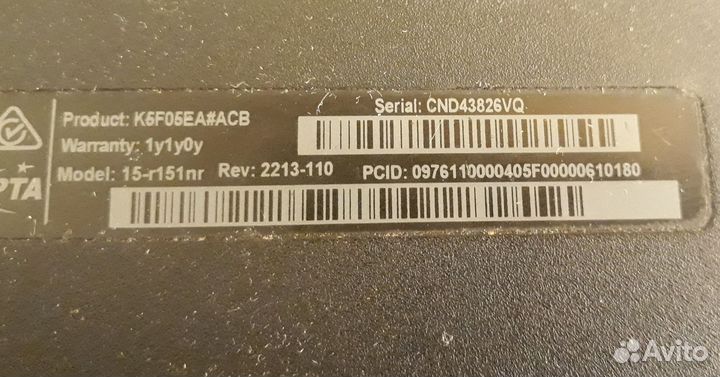 Serial: CND43826VQ
Product: K5F05EA#ACB
Warranty: 1y1y0y
Model: 15-r151nr Rev: 2213-110 PCID: 0976110000405F00000610180
PTA
Avito